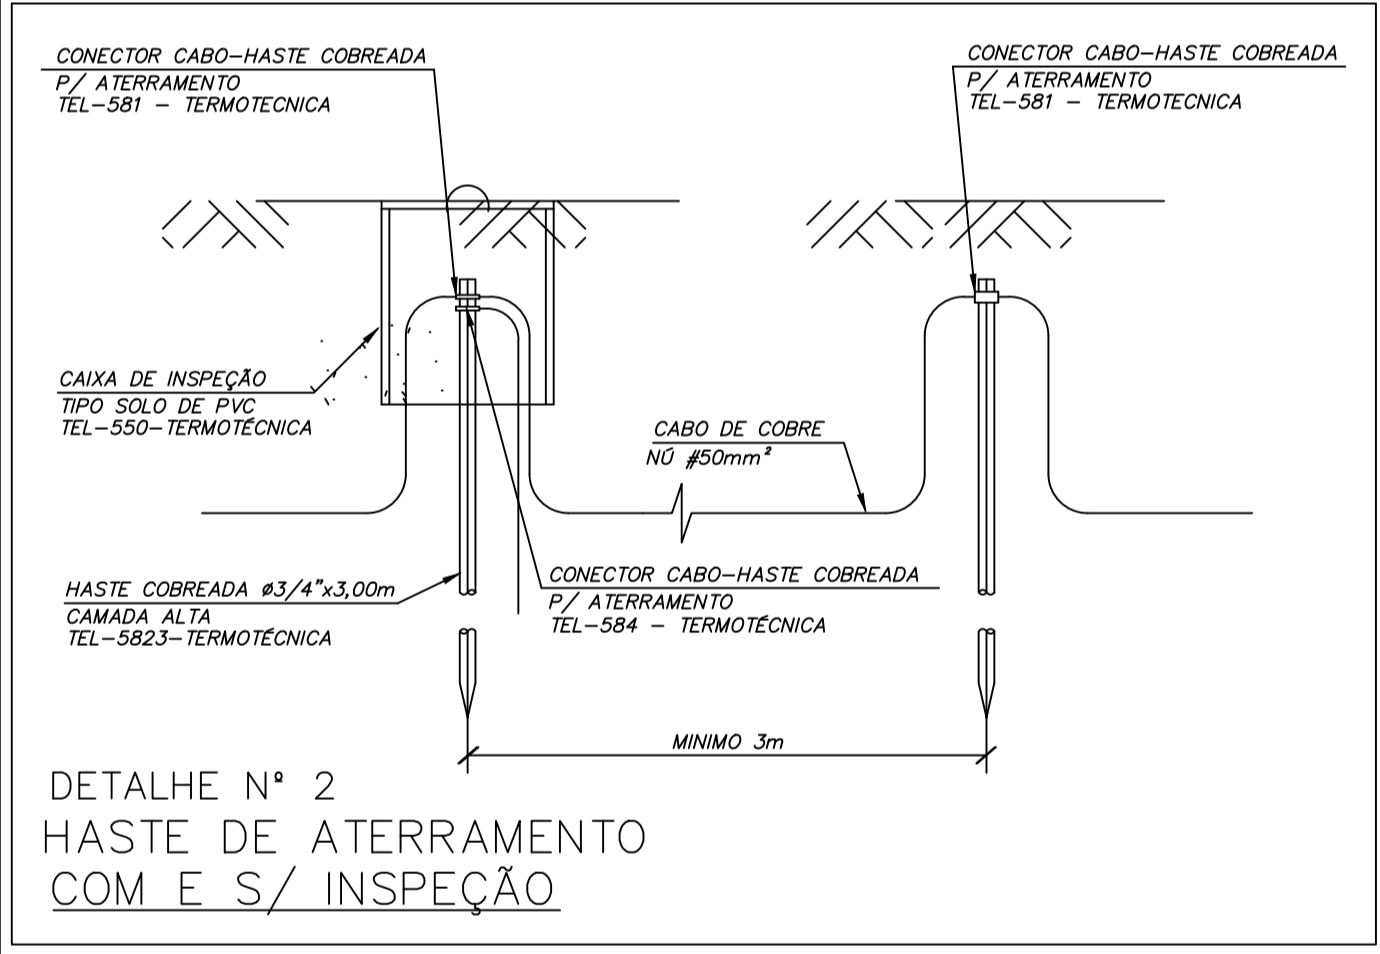 CONECTOR CABO-HASTE COBREADA
P/ ATERRAMENTO
TEL-581 - TERMOTECNICA
CONECTOR CABO-HASTE COBREADA
P/ ATERRAMENTO
TEL-581 - TERMOTECNICA
CAIXA DE INSPEÇÃO
TIPO SOLO DE PVC
TEL-550-TERMOTÉCNICA
CABO DE COBRE
NÚ #50mm²
HASTE COBREADA ø3/4"x3,00m
CAMADA ALTA
TEL-5823-TERMOTÉCNICA
CONECTOR CABO-HASTE COBREADA
P/ ATERRAMENTO
TEL-584 - TERMOTÉCNICA
MINIMO 3m
DETALHE Nº 2
HASTE DE ATERRAMENTO
COM E S/ INSPEÇÃO